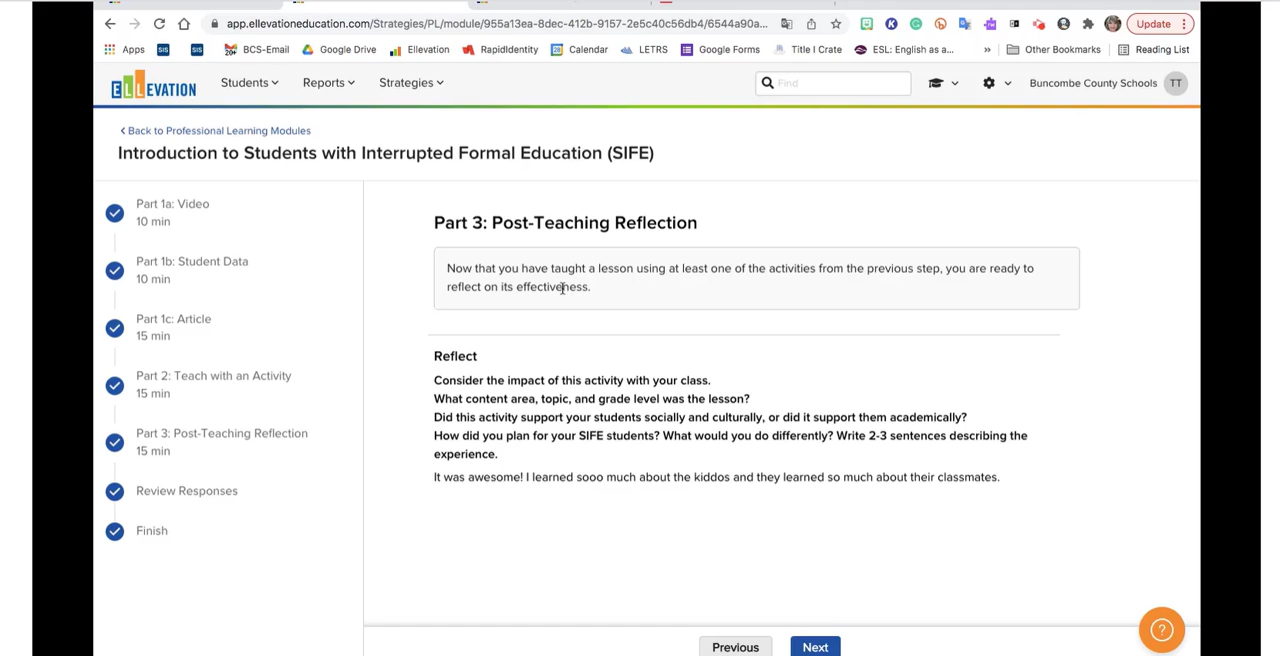 app.ellevationeducation.com/Strategies/PL/module/955a13ea-8dec-412b-9157-2e5c40c56db4/6544a90a...
Update
Apps
SIS
SIS
BCS-Email
Google Drive
Ellevation
RapidIdentity
Calendar
LETRS
Google Forms
Title I Crate
ESL: English as a...
»
Other Bookmarks
Reading List
ELLEVATION
Students
Reports
Strategies
Find
Buncombe County Schools
TT
Back to Professional Learning Modules
Introduction to Students with Interrupted Formal Education (SIFE)
Part 1a: Video
10 min
Part 1b: Student Data
10 min
Part 1c: Article
15 min
Part 2: Teach with an Activity
15 min
Part 3: Post-Teaching Reflection
15 min
Review Responses
Finish
Part 3: Post-Teaching Reflection
Now that you have taught a lesson using at least one of the activities from the previous step, you are ready to
reflect on its effectiveness.
Reflect
Consider the impact of this activity with your class.
What content area, topic, and grade level was the lesson?
Did this activity support your students socially and culturally, or did it support them academically?
How did you plan for your SIFE students? What would you do differently? Write 2-3 sentences describing the
experience.
It was awesome! I learned sooo much about the kiddos and they learned so much about their classmates.
Previous
Next
?